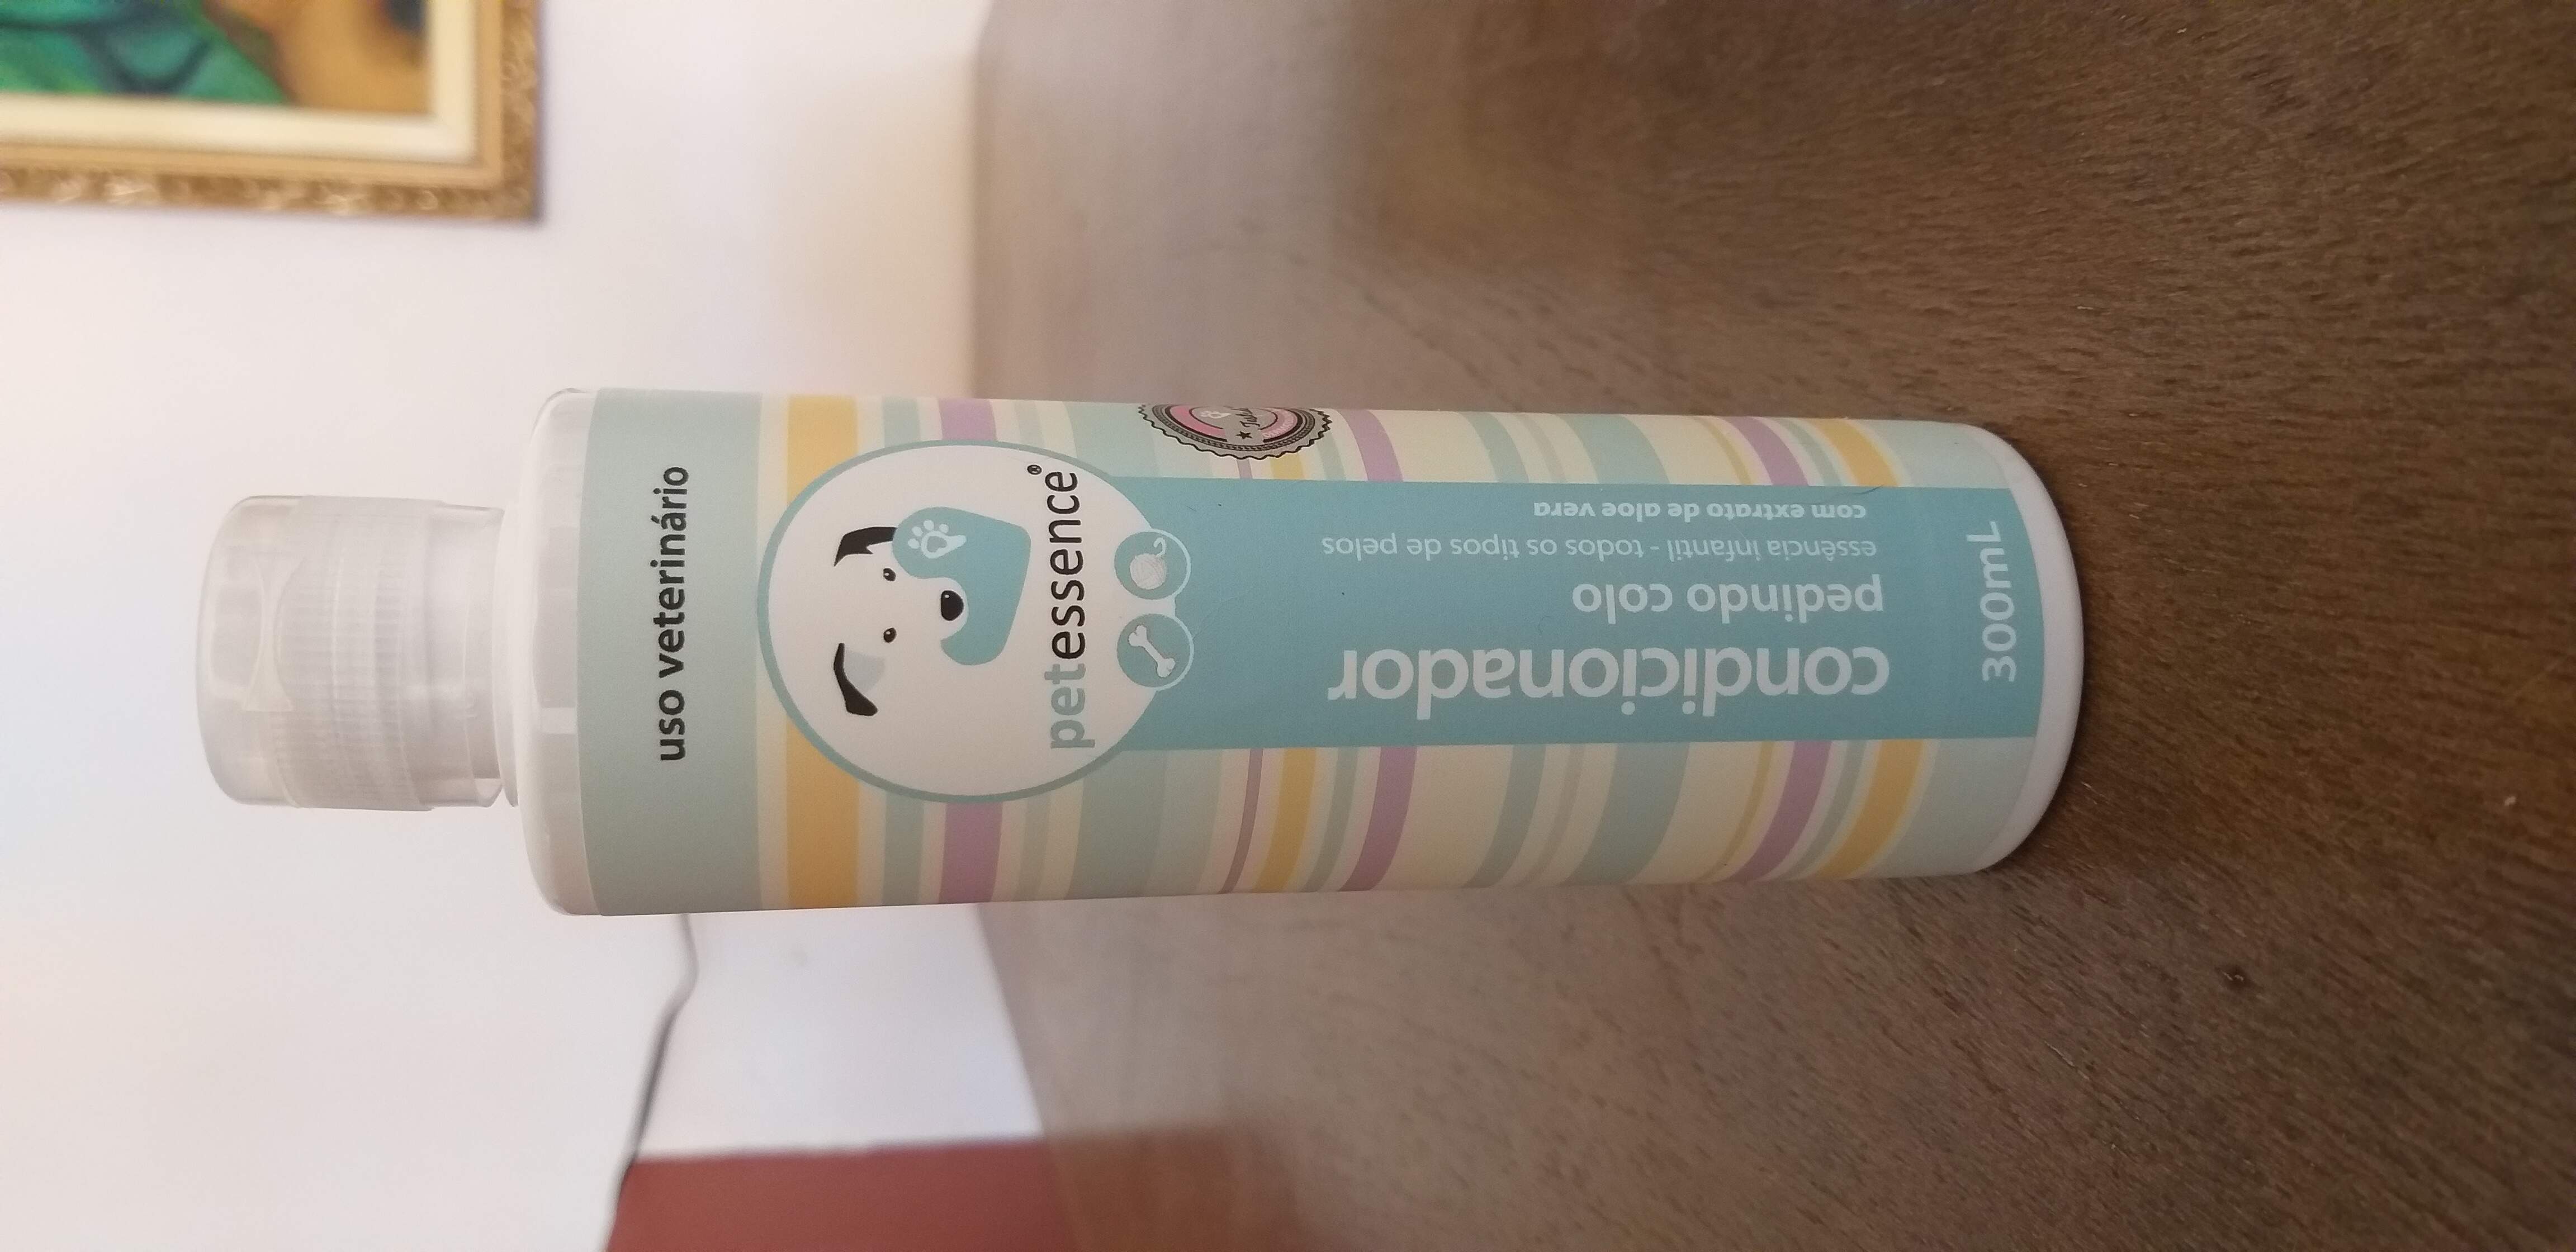 uso veterinário
petessence®
condicionador
pedindo colo
essência infantil - todos os tipos de pelos
com extrato de aloe vera
300mL